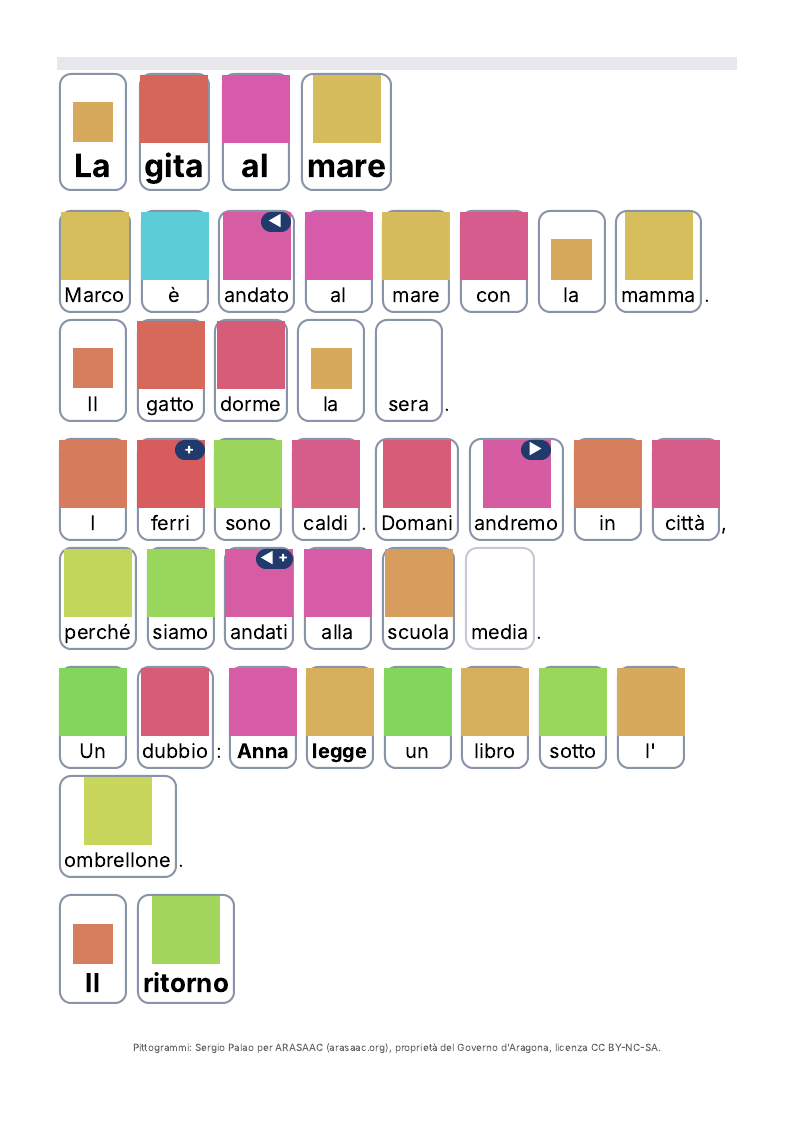 La gita al mare
Marco è andato al mare con la mamma.
Il gatto dorme la sera.
I ferri sono caldi. Domani andremo in città,
perché siamo andati alla scuola media.
Un dubbio: Anna legge un libro sotto l'
ombrellone.
Il ritorno
Pittogrammi: Sergio Palao per ARASAAC (arasaac.org), proprietà del Governo d'Aragona, licenza CC BY-NC-SA.